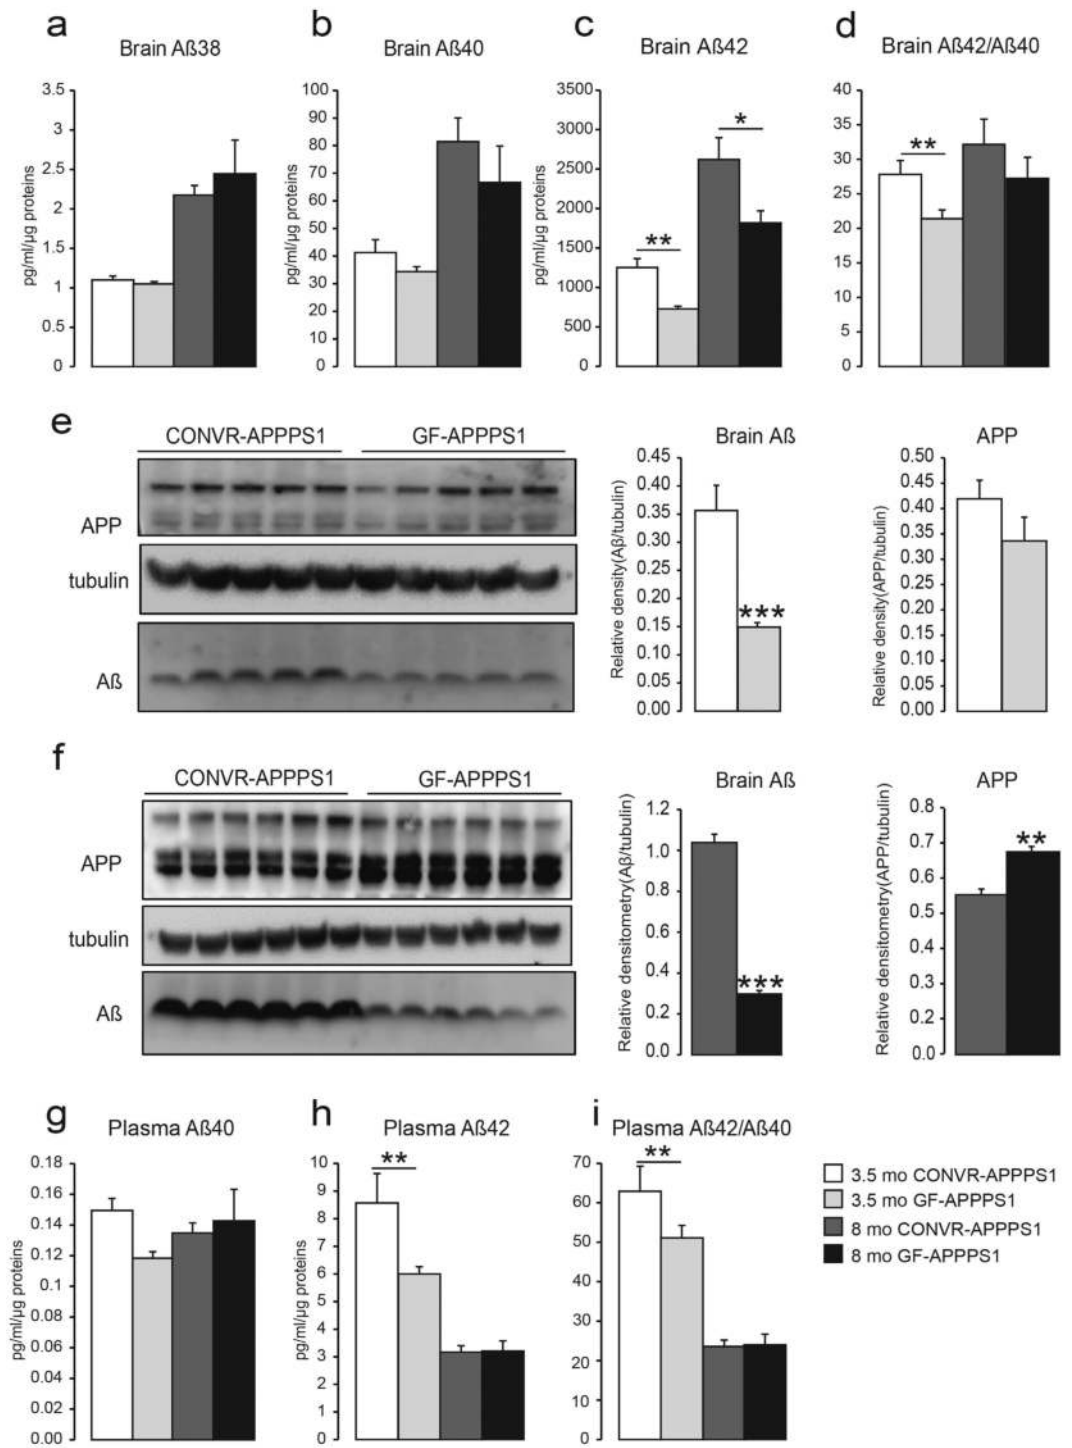 a
Brain Aß38
3.5
3
2.5
2
1.5
1
0.5
0
pg/ml/µg proteins
b
Brain Aß40
100
90
80
70
60
50
40
30
20
10
0
pg/ml/µg proteins
c
Brain Aß42
3500
3000
2500
2000
1500
1000
500
0
pg/ml/µg proteins
**
*
d
Brain Aß42/Aß40
40
35
30
25
20
15
10
5
0
**
e
CONVR-APPPS1
GF-APPPS1
APP
tubulin
Aß
Brain Aß
0.45
0.40
0.35
0.30
0.25
0.20
0.15
0.10
0.05
0.00
Relative density(Aβ/tubulin)
***
APP
0.50
0.45
0.40
0.35
0.30
0.25
0.20
0.15
0.10
0.05
0.00
Relative density(APP/tubulin)
f
CONVR-APPPS1
GF-APPPS1
APP
tubulin
Aß
Brain Aß
1.2
1.0
0.8
0.6
0.4
0.2
0.0
Relative densitometry(Aβ/tubulin)
***
APP
0.8
0.7
0.6
0.5
0.4
0.3
0.2
0.0
Relative densitometry(APP/tubulin)
**
g
Plasma Aß40
0.18
0.16
0.14
0.12
0.1
0.08
0.06
0.04
0.02
0.00
pg/ml/µg proteins
h
Plasma Aß42
10
9
8
7
6
5
4
3
2
1
0
pg/ml/µg proteins
**
i
Plasma Aß42/Aß40
70
60
50
40
30
20
10
0
**
3.5 mo CONVR-APPPS1
3.5 mo GF-APPPS1
8 mo CONVR-APPPS1
8 mo GF-APPPS1